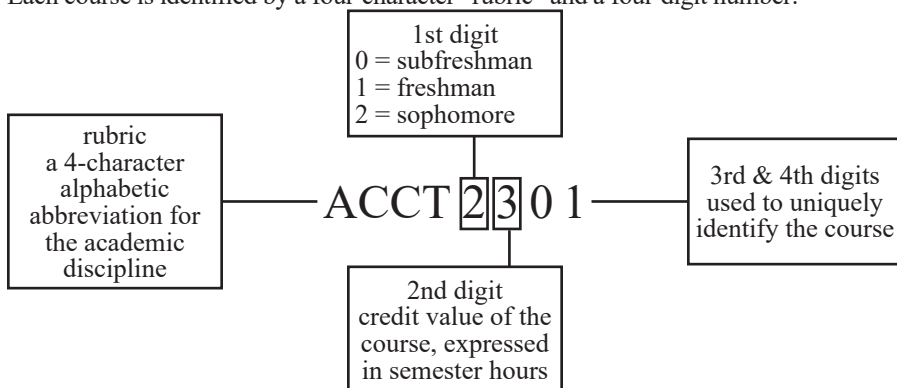 Each course is identified by a four character "rubric" and a four digit number.
1st digit
0 = subfreshman
1 = freshman
2 = sophomore
rubric
a 4-character
alphabetic
abbreviation for
the academic
discipline
ACCT 2 3 0 1
3rd & 4th digits
used to uniquely
identify the course
2nd digit
credit value of the
course, expressed
in semester hours